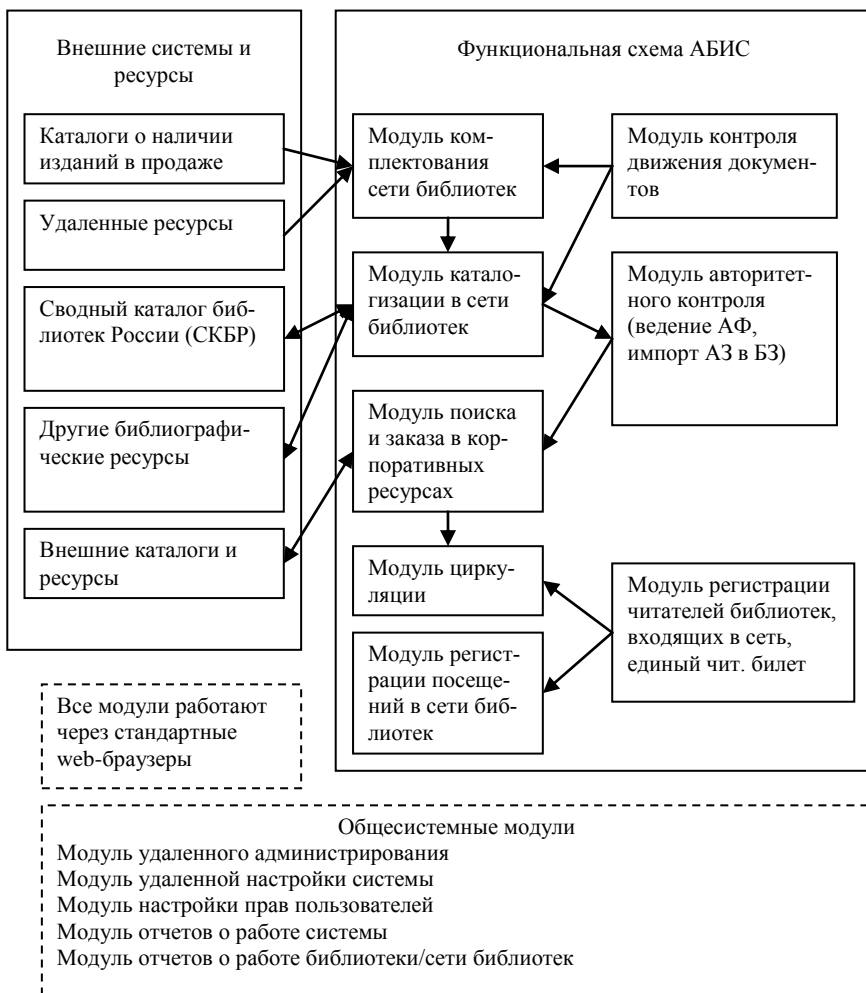 Внешние системы и
ресурсы
Каталоги о наличии
изданий в продаже
Удаленные ресурсы
Сводный каталог биб-
лиотек России (СКБР)
Другие библиографи-
ческие ресурсы
Внешние каталоги и
ресурсы
Функциональная схема АБИС
Модуль ком-
плектования
сети библиотек
Модуль контроля
движения докумен-
тов
Модуль катало-
гизации в сети
библиотек
Модуль авторитет-
ного контроля
(ведение АФ,
импорт АЗ в БЗ)
Модуль поиска
и заказа в кор-
поративных
ресурсах
Модуль цирку-
ляции
Модуль регистрации
читателей библиотек,
входящих в сеть,
единый чит. билет
Модуль регист-
рации посеще-
ний в сети биб-
лиотек
Все модули работают
через стандартные
web-браузеры
Общесистемные модули
Модуль удаленного администрирования
Модуль удаленной настройки системы
Модуль настройки прав пользователей
Модуль отчетов о работе системы
Модуль отчетов о работе библиотеки/сети библиотек